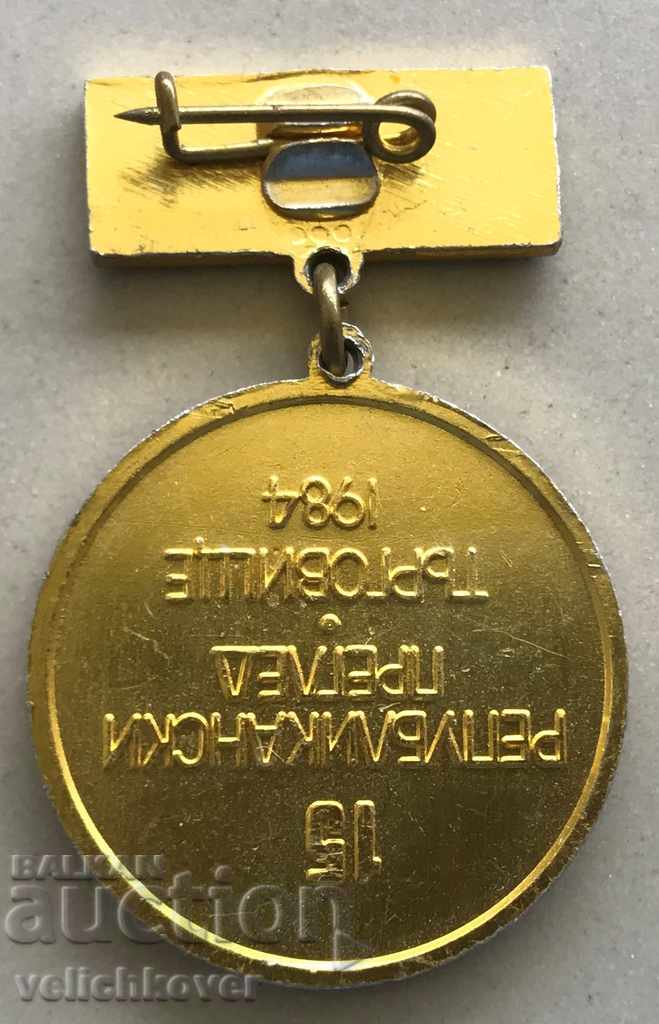 15
РЕПУБЛИКАНСКИ
ПРЕГЛЕД
ТЪРГОВИЩЕ
1984
BALKAN
auction
velichkover